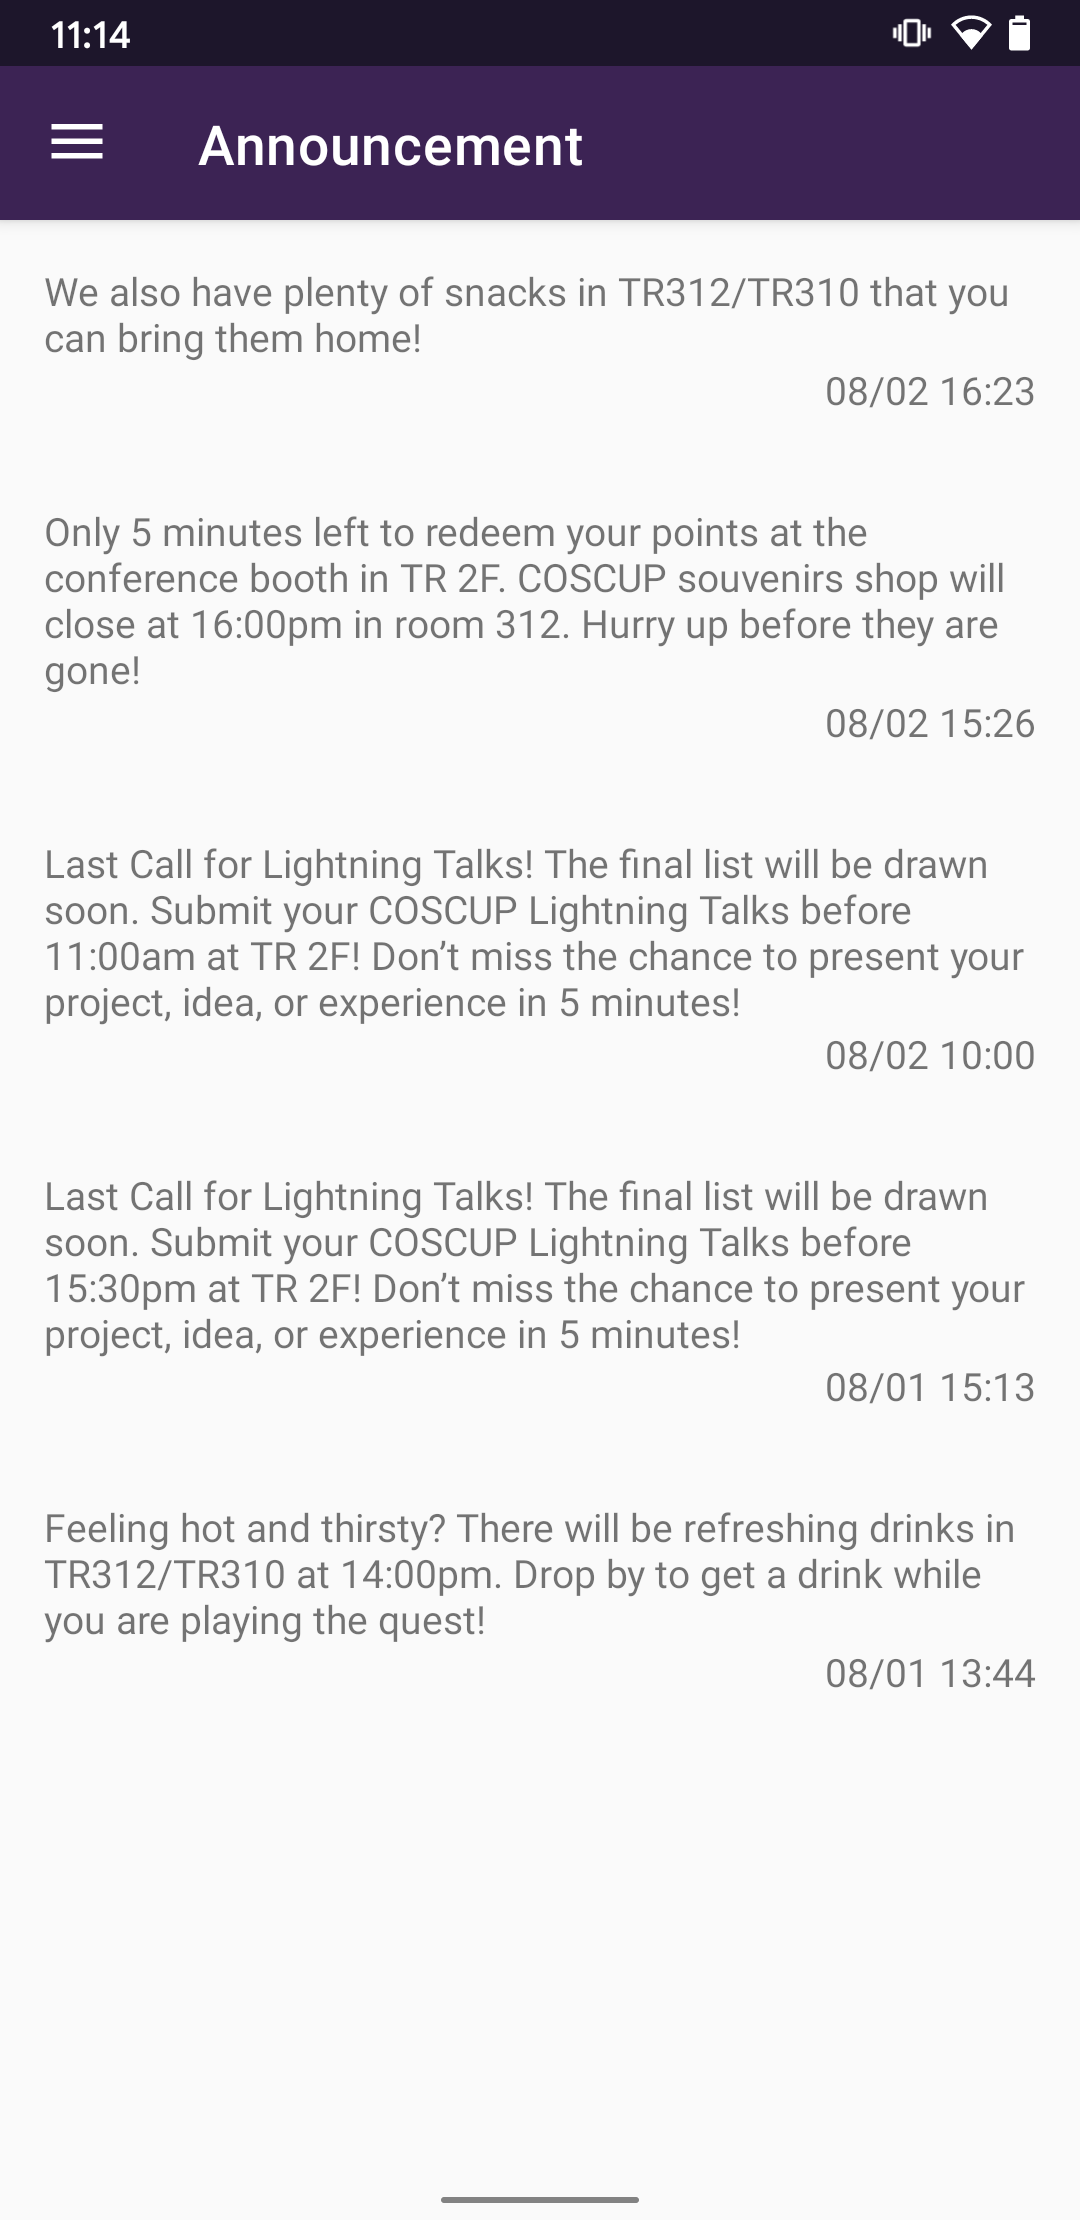 11:14
Announcement
We also have plenty of snacks in TR312/TR310 that you
can bring them home!
08/02 16:23
Only 5 minutes left to redeem your points at the
conference booth in TR 2F. COSCUP souvenirs shop will
close at 16:00pm in room 312. Hurry up before they are
gone!
08/02 15:26
Last Call for Lightning Talks! The final list will be drawn
soon. Submit your COSCUP Lightning Talks before
11:00am at TR 2F! Don’t miss the chance to present your
project, idea, or experience in 5 minutes!
08/02 10:00
Last Call for Lightning Talks! The final list will be drawn
soon. Submit your COSCUP Lightning Talks before
15:30pm at TR 2F! Don’t miss the chance to present your
project, idea, or experience in 5 minutes!
08/01 15:13
Feeling hot and thirsty? There will be refreshing drinks in
TR312/TR310 at 14:00pm. Drop by to get a drink while
you are playing the quest!
08/01 13:44